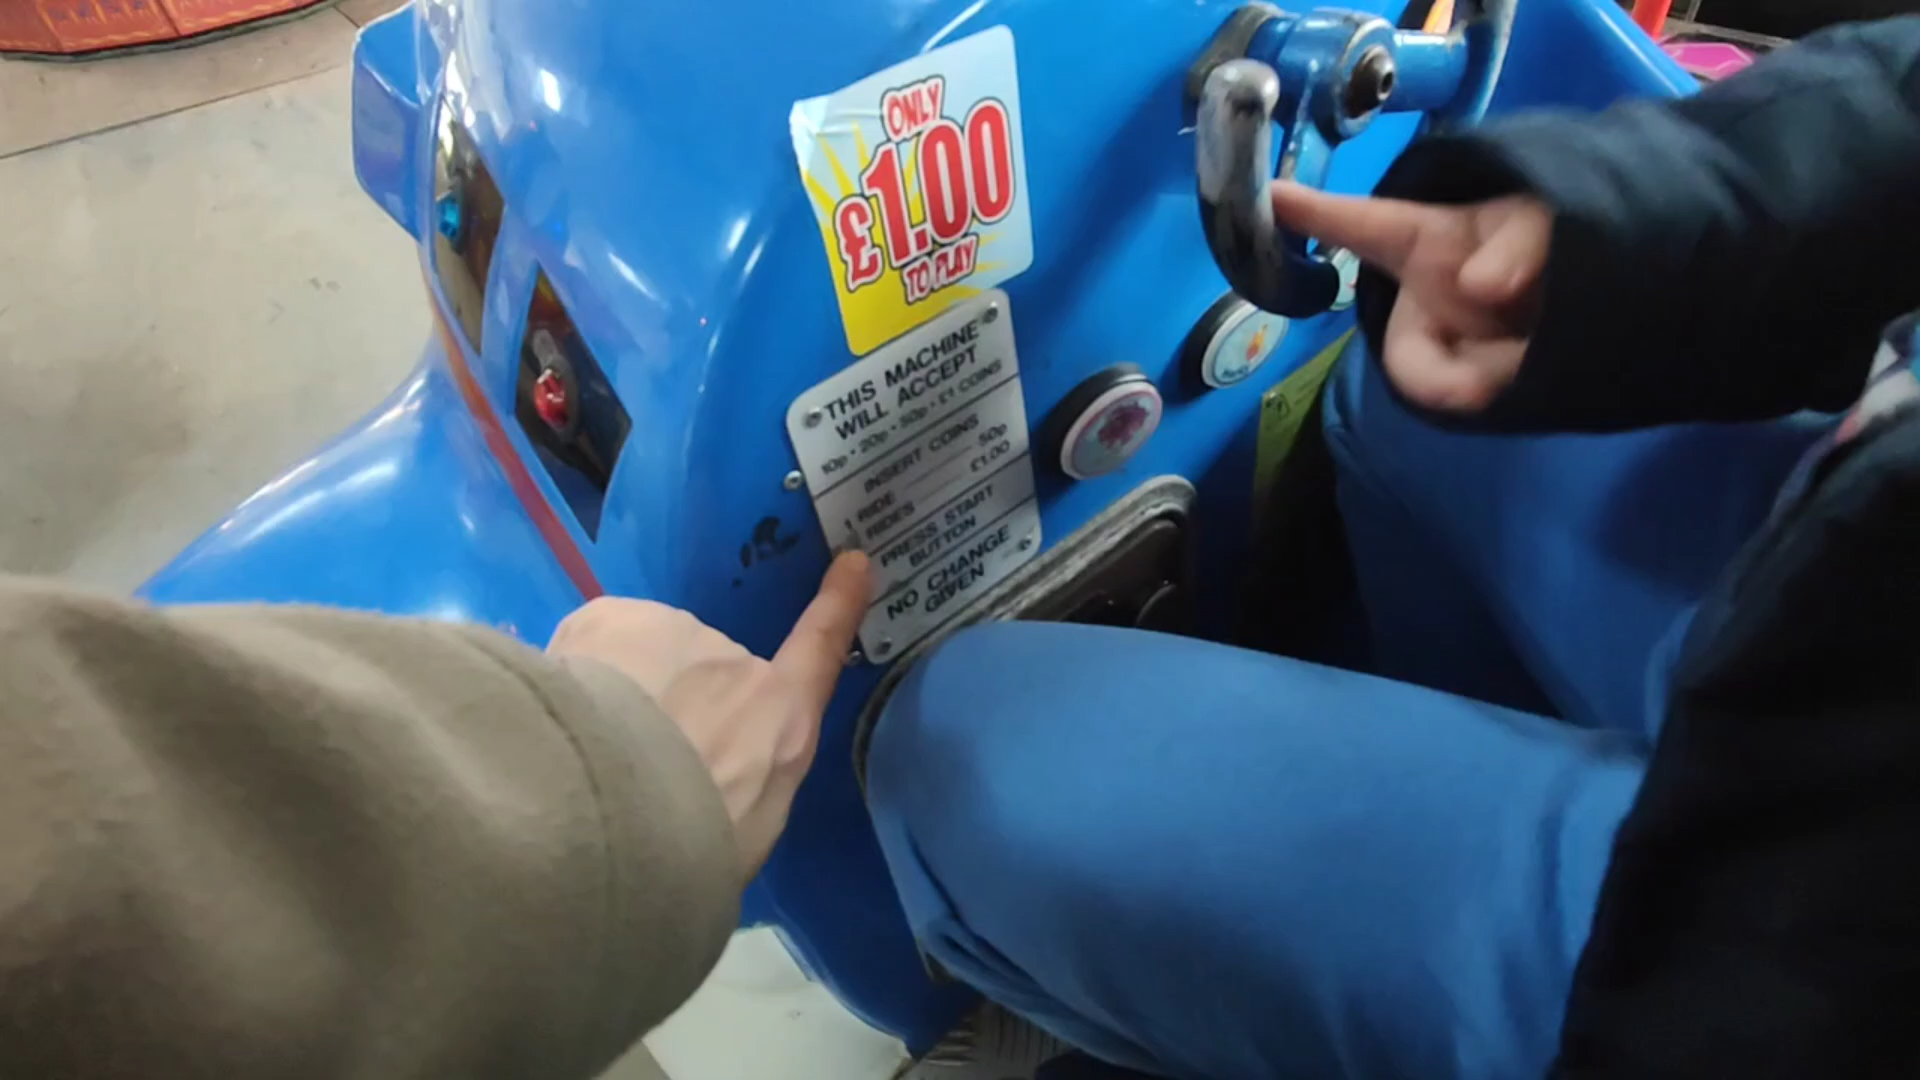 ONLY
£1.00
TO PLAY
THIS MACHINE
WILL ACCEPT
10p • 20p • 50p • £1 COINS
INSERT COINS
1 RIDE 50p
RIDES £1.00
PRESS START
BUTTON
NO CHANGE
GIVEN